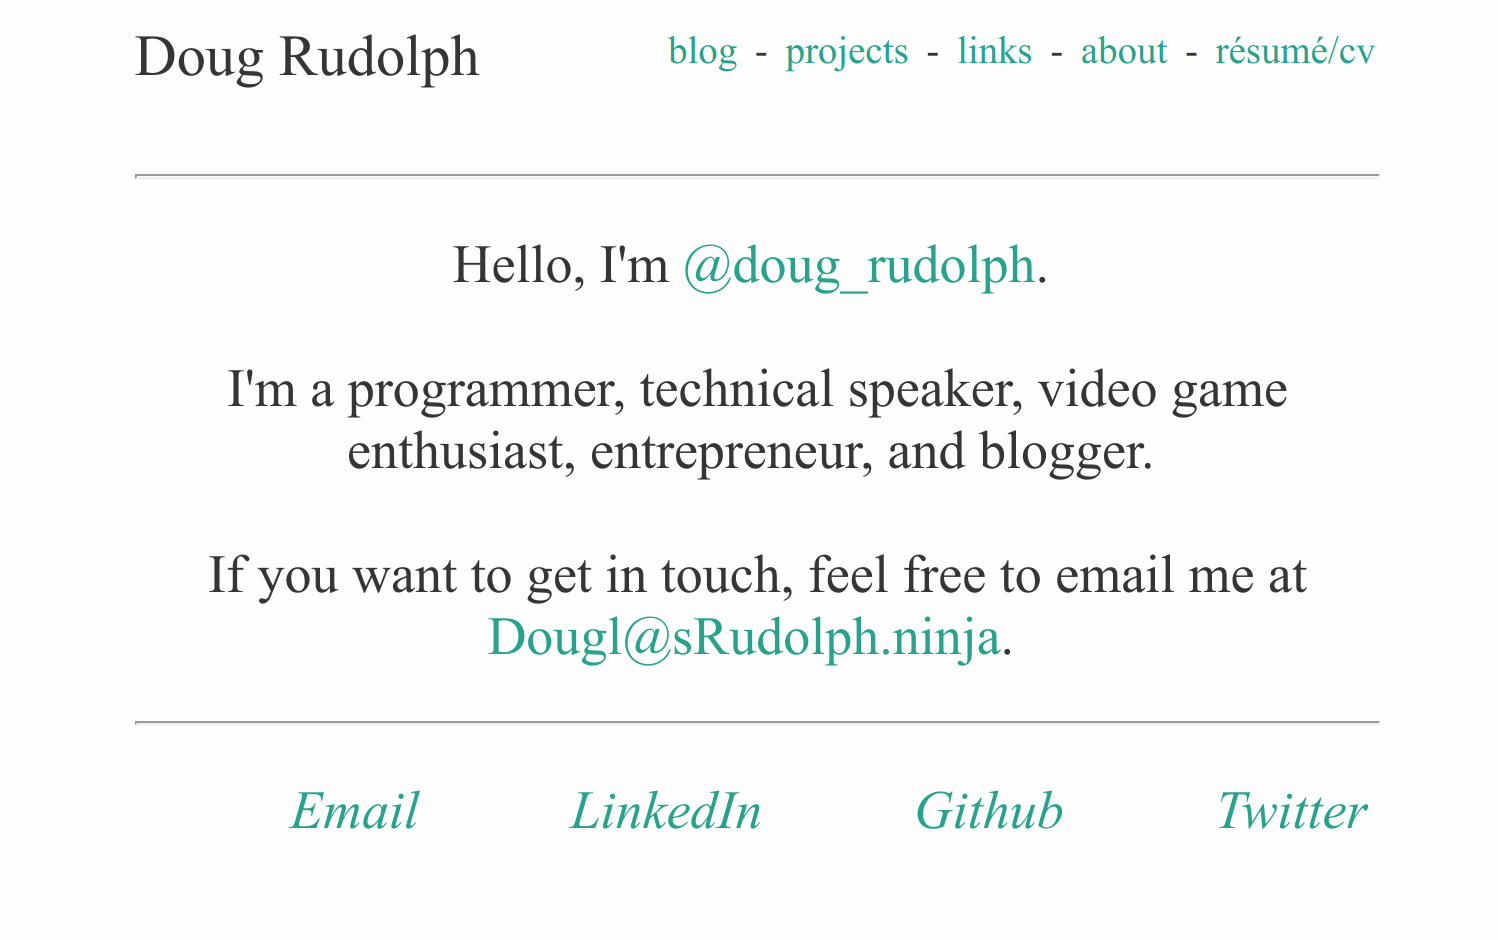 Doug Rudolph
blog - projects - links - about - résumé/cv
Hello, I'm @doug_rudolph.
I'm a programmer, technical speaker, video game
enthusiast, entrepreneur, and blogger.
If you want to get in touch, feel free to email me at
Dougl@sRudolph.ninja.
Email LinkedIn Github Twitter